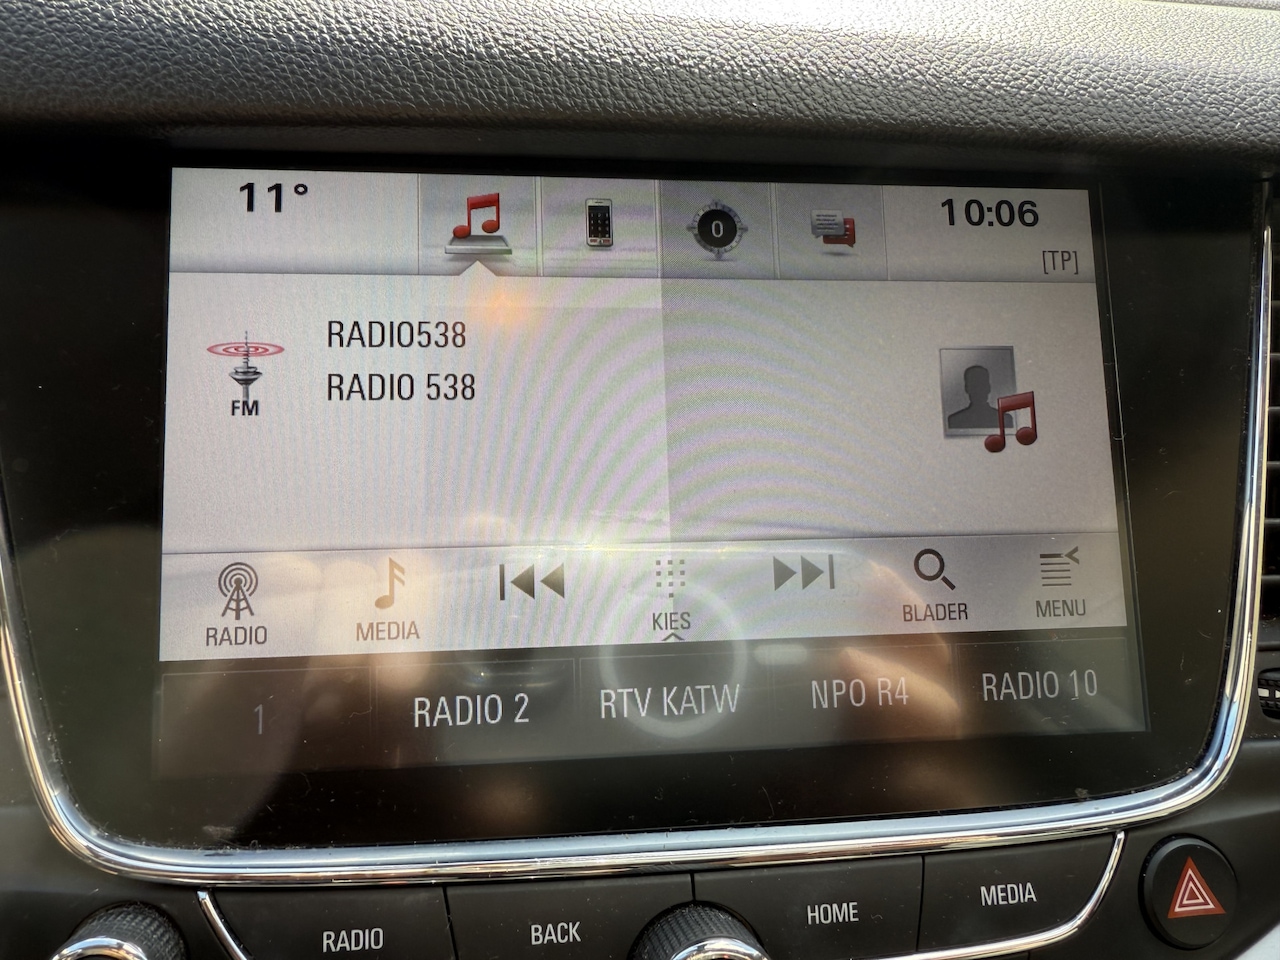 11°
0
10:06
[TP]
RADIO538
RADIO 538
FM
RADIO
MEDIA
KIES
BLADER
MENU
1
RADIO 2
RTV KATW
NPO R4
RADIO 10
RADIO
BACK
HOME
MEDIA